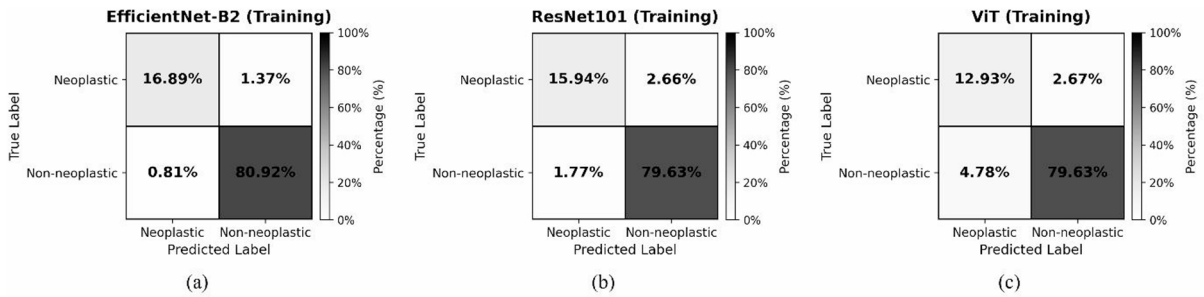 EfficientNet-B2 (Training)
True Label
Neoplastic
Non-neoplastic
16.89% 1.37%
0.81% 80.92%
Neoplastic Non-neoplastic
Predicted Label
100%
80%
60%
40%
20%
0%
Percentage (%)
(a)
ResNet101 (Training)
True Label
Neoplastic
Non-neoplastic
15.94% 2.66%
1.77% 79.63%
Neoplastic Non-neoplastic
Predicted Label
100%
80%
60%
40%
20%
0%
Percentage (%)
(b)
ViT (Training)
True Label
Neoplastic
Non-neoplastic
12.93% 2.67%
4.78% 79.63%
Neoplastic Non-neoplastic
Predicted Label
100%
80%
60%
40%
20%
0%
Percentage (%)
(c)